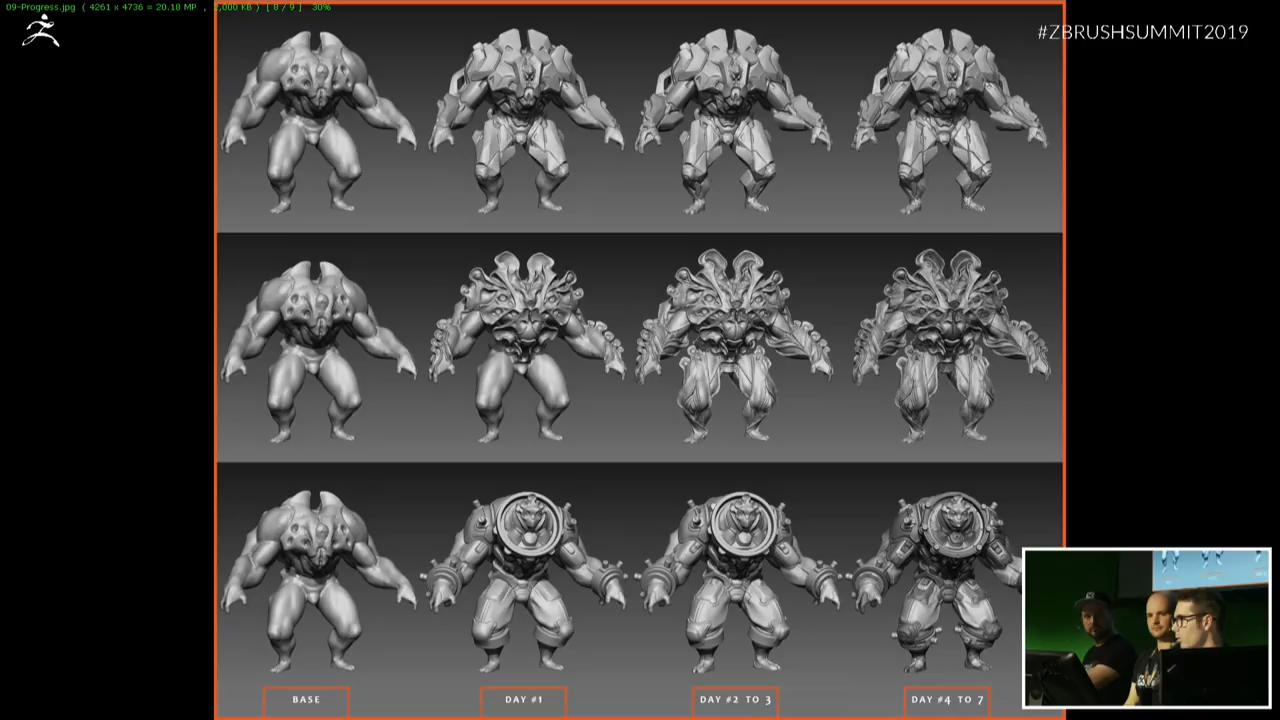 09-Progress.jpg ( 4261 x 4736 = 20.18 MP , 2,000 KB ) [ 8 / 9 ] 30%
#ZBRUSHSUMMIT2019
BASE
DAY #1
DAY #2 TO 3
DAY #4 TO 7